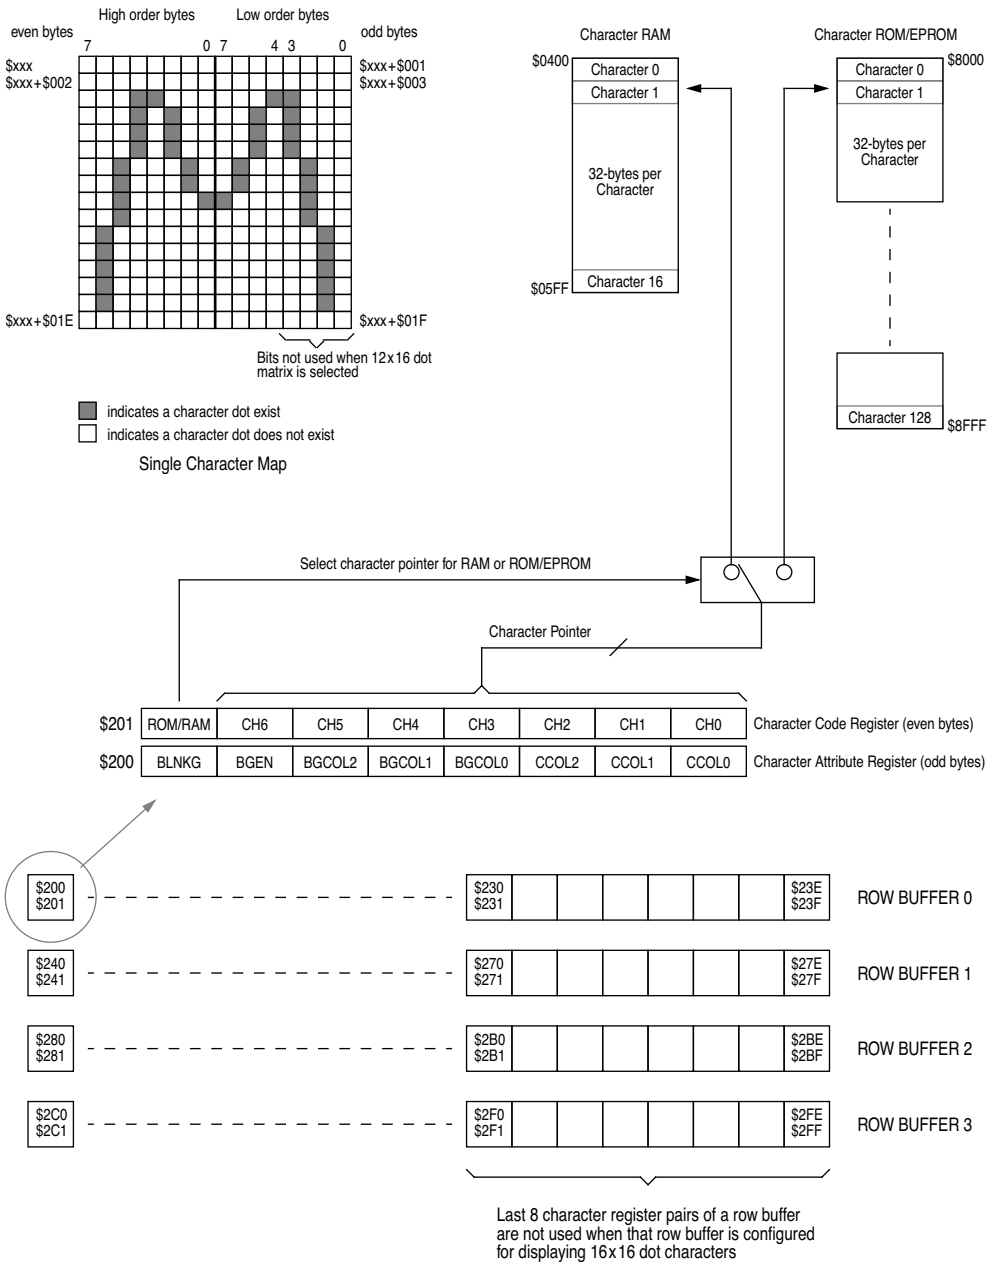 High order bytes
Low order bytes
even bytes
odd bytes
7
0
7
4
3
0
$xxx
$xxx+$001
$xxx+$002
$xxx+$003
$xxx+$01E
$xxx+$01F
Bits not used when 12x16 dot
matrix is selected
indicates a character dot exist
indicates a character dot does not exist
Single Character Map
Character RAM
$0400
Character 0
Character 1
32-bytes per
Character
Character 16
$05FF
Character ROM/EPROM
$8000
Character 0
Character 1
32-bytes per
Character
Character 128
$8FFF
Select character pointer for RAM or ROM/EPROM
Character Pointer
$201 ROM/RAM CH6 CH5 CH4 CH3 CH2 CH1 CH0 Character Code Register (even bytes)
$200 BLNKG BGEN BGCOL2 BGCOL1 BGCOL0 CCOL2 CCOL1 CCOL0 Character Attribute Register (odd bytes)
$200
$201
$230
$231
$23E
$23F
ROW BUFFER 0
$240
$241
$270
$271
$27E
$27F
ROW BUFFER 1
$280
$281
$2B0
$2B1
$2BE
$2BF
ROW BUFFER 2
$2C0
$2C1
$2F0
$2F1
$2FE
$2FF
ROW BUFFER 3
Last 8 character register pairs of a row buffer
are not used when that row buffer is configured
for displaying 16x16 dot characters